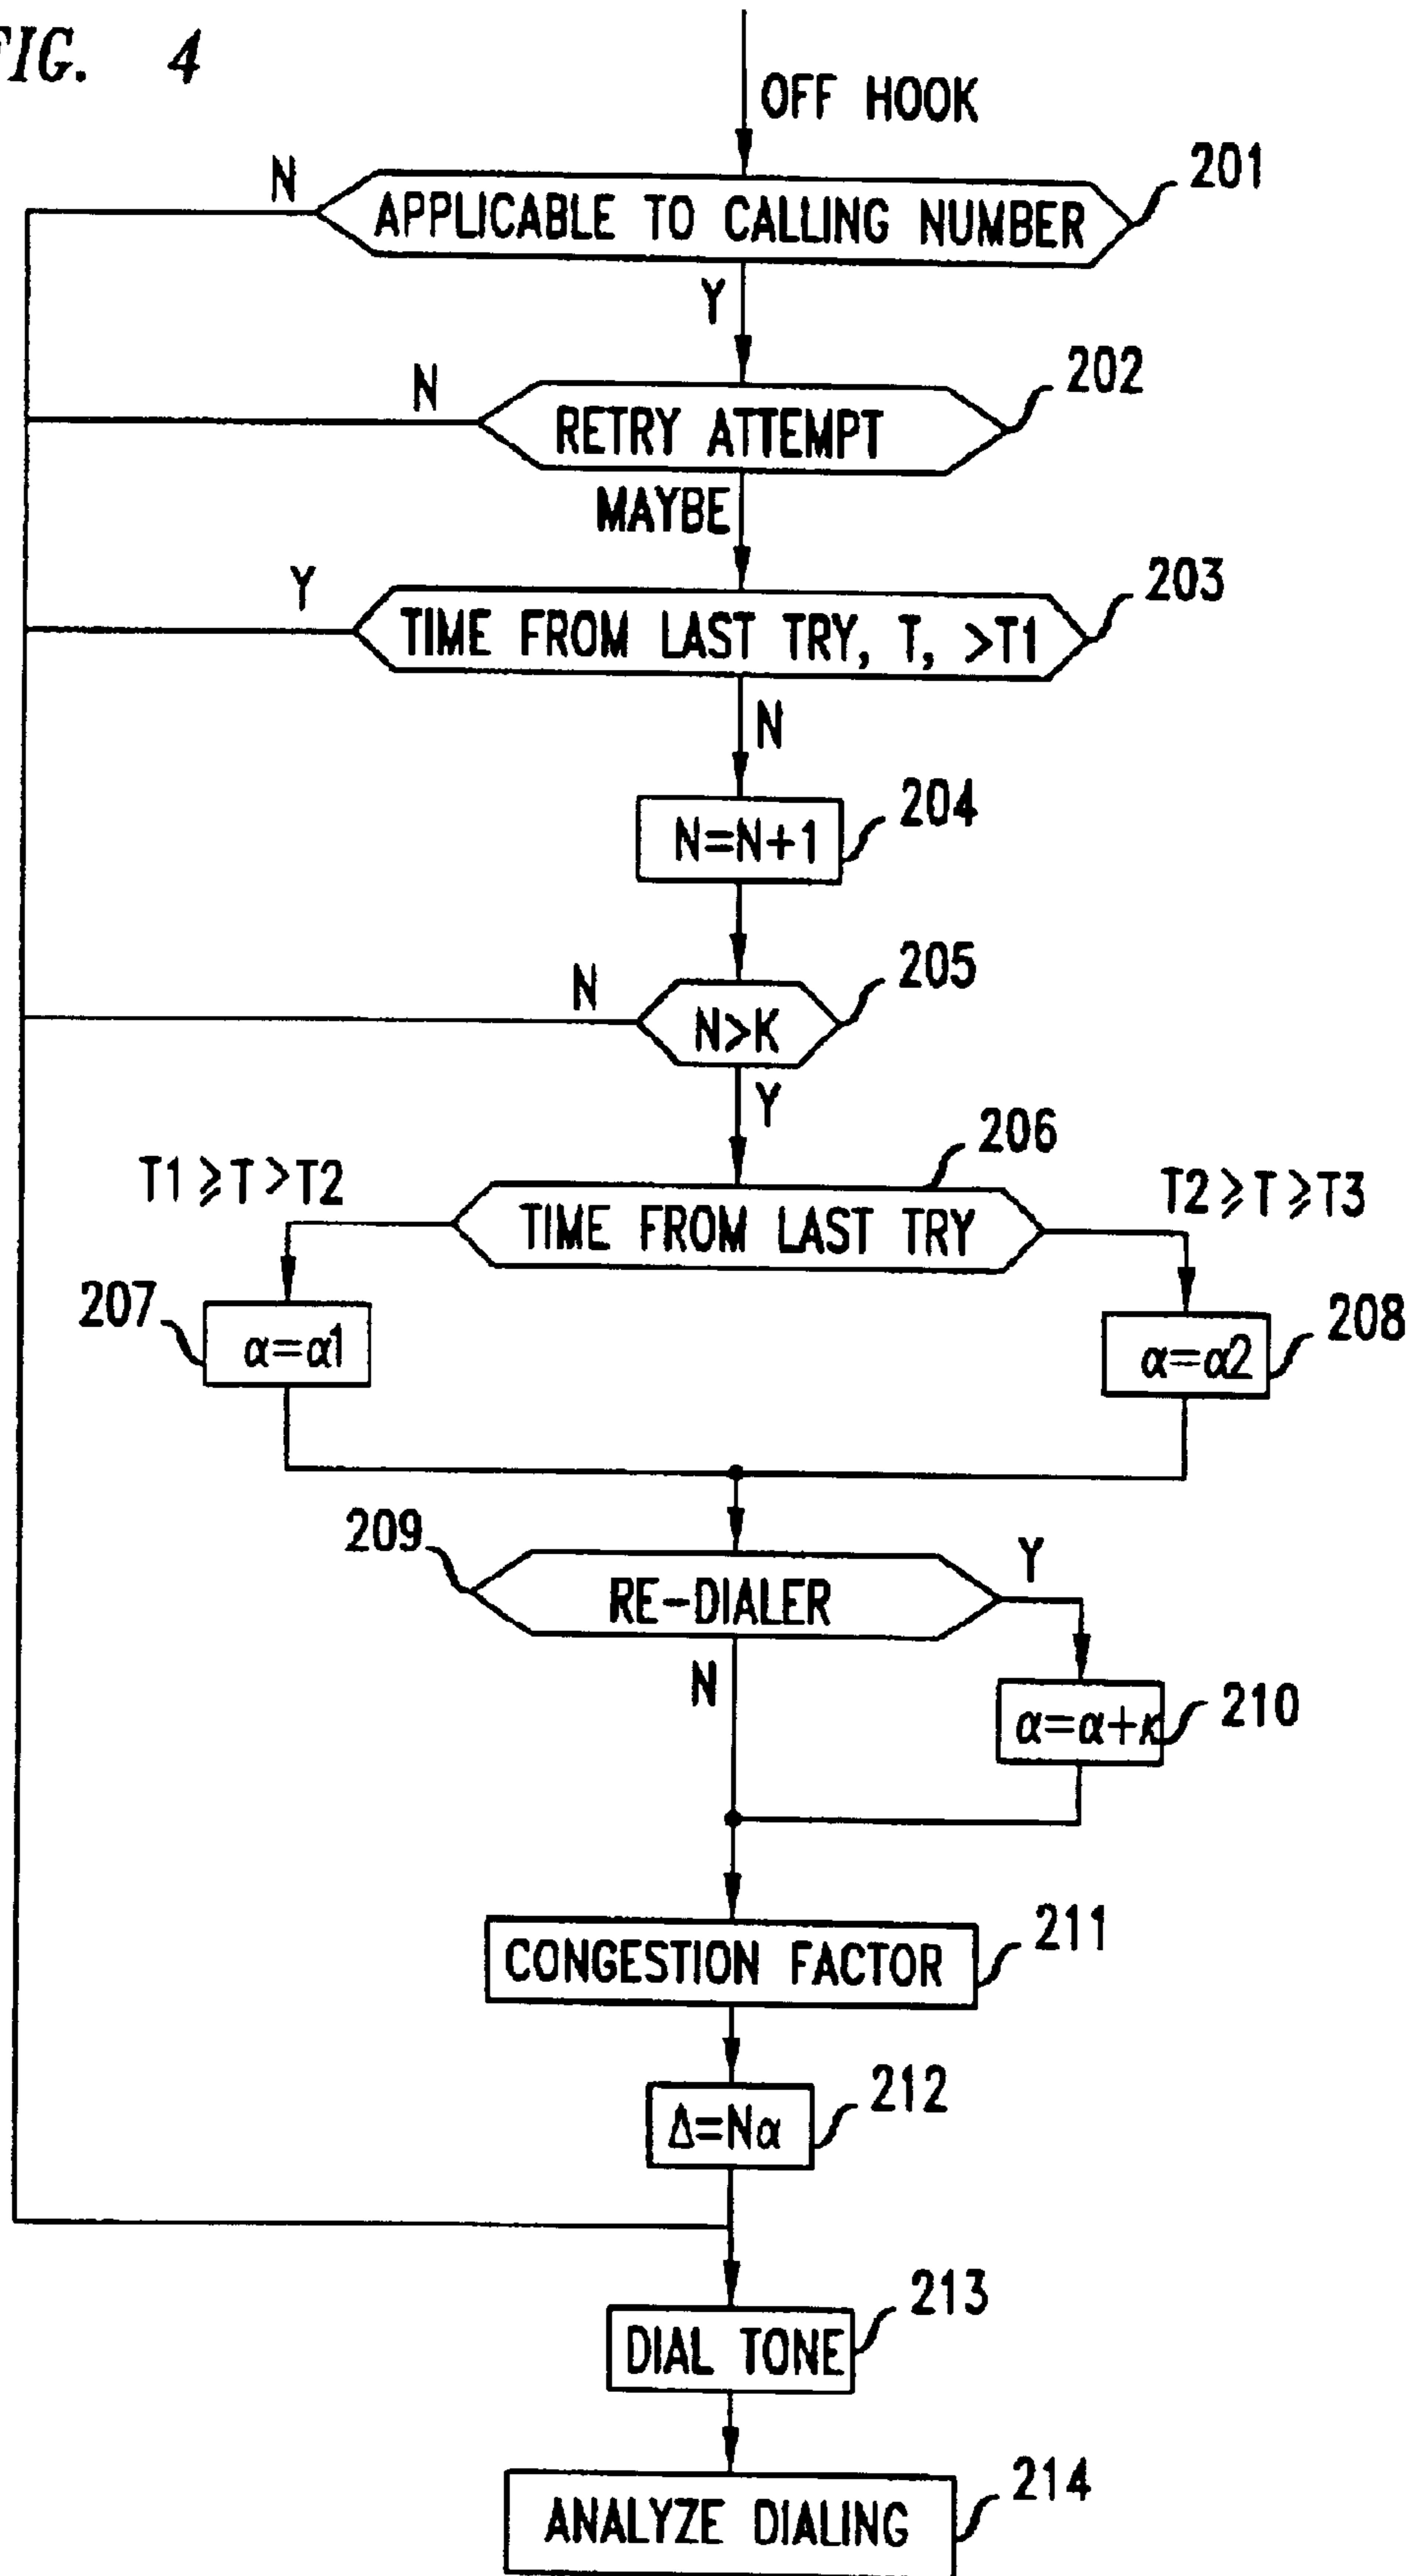 FIG. 4
OFF HOOK
201
N
APPLICABLE TO CALLING NUMBER
Y
202
N
RETRY ATTEMPT
MAYBE
203
Y
TIME FROM LAST TRY, T, >T1
N
204
N=N+1
205
N
N>K
Y
206
T1 ⩾T >T2
T2 ⩾T ⩾T3
TIME FROM LAST TRY
207
α=α1
208
α=α2
209
Y
RE-DIALER
N
210
α=α+κ
211
CONGESTION FACTOR
212
Δ=Nα
213
DIAL TONE
214
ANALYZE DIALING